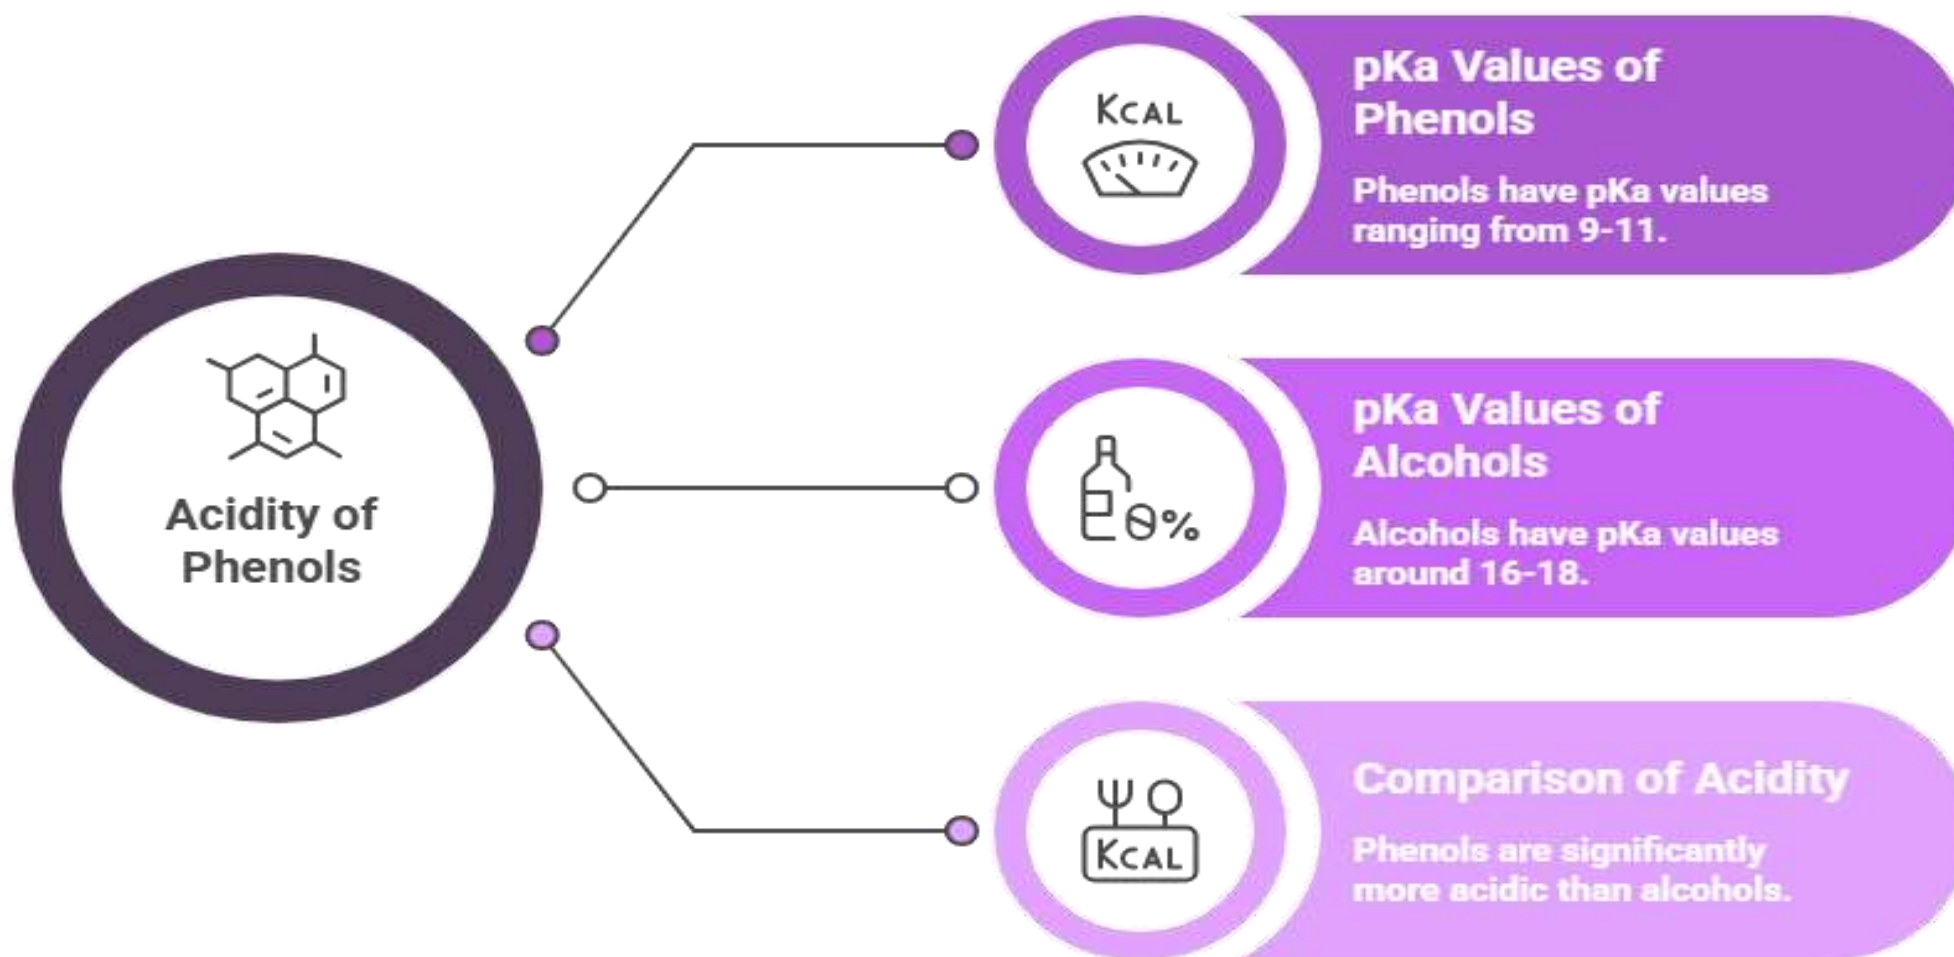 Acidity of
Phenols
KCAL
pKa Values of
Phenols
Phenols have pKa values
ranging from 9-11.
0%
pKa Values of
Alcohols
Alcohols have pKa values
around 16-18.
KCAL
Comparison of Acidity
Phenols are significantly
more acidic than alcohols.